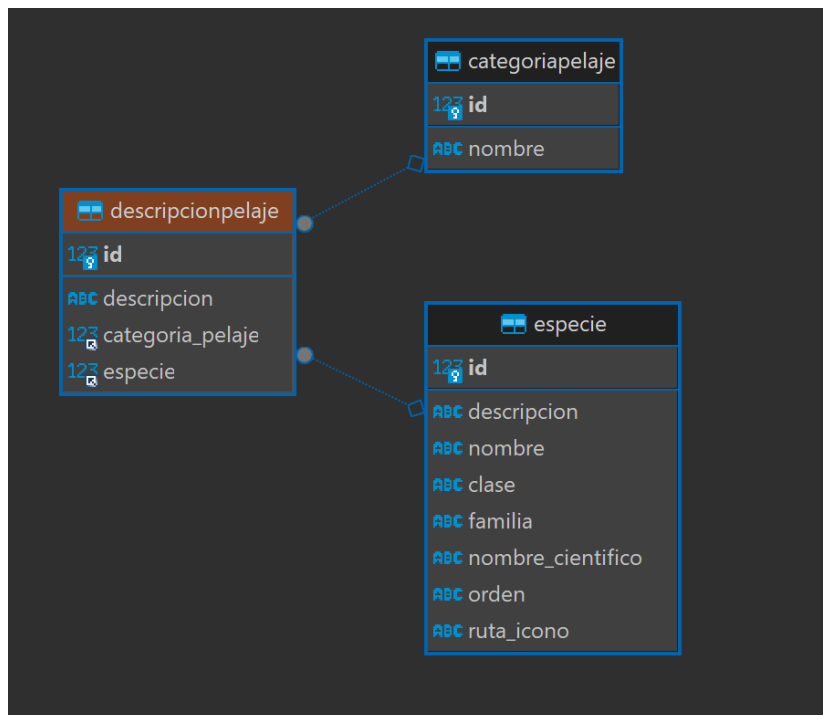 categoriapelaje
123 id
ABC nombre
descripcionpelaje
123 id
ABC descripcion
123 categoria_pelaje
123 especie
especie
123 id
ABC descripcion
ABC nombre
ABC clase
ABC familia
ABC nombre_cientifico
ABC orden
ABC ruta_icono